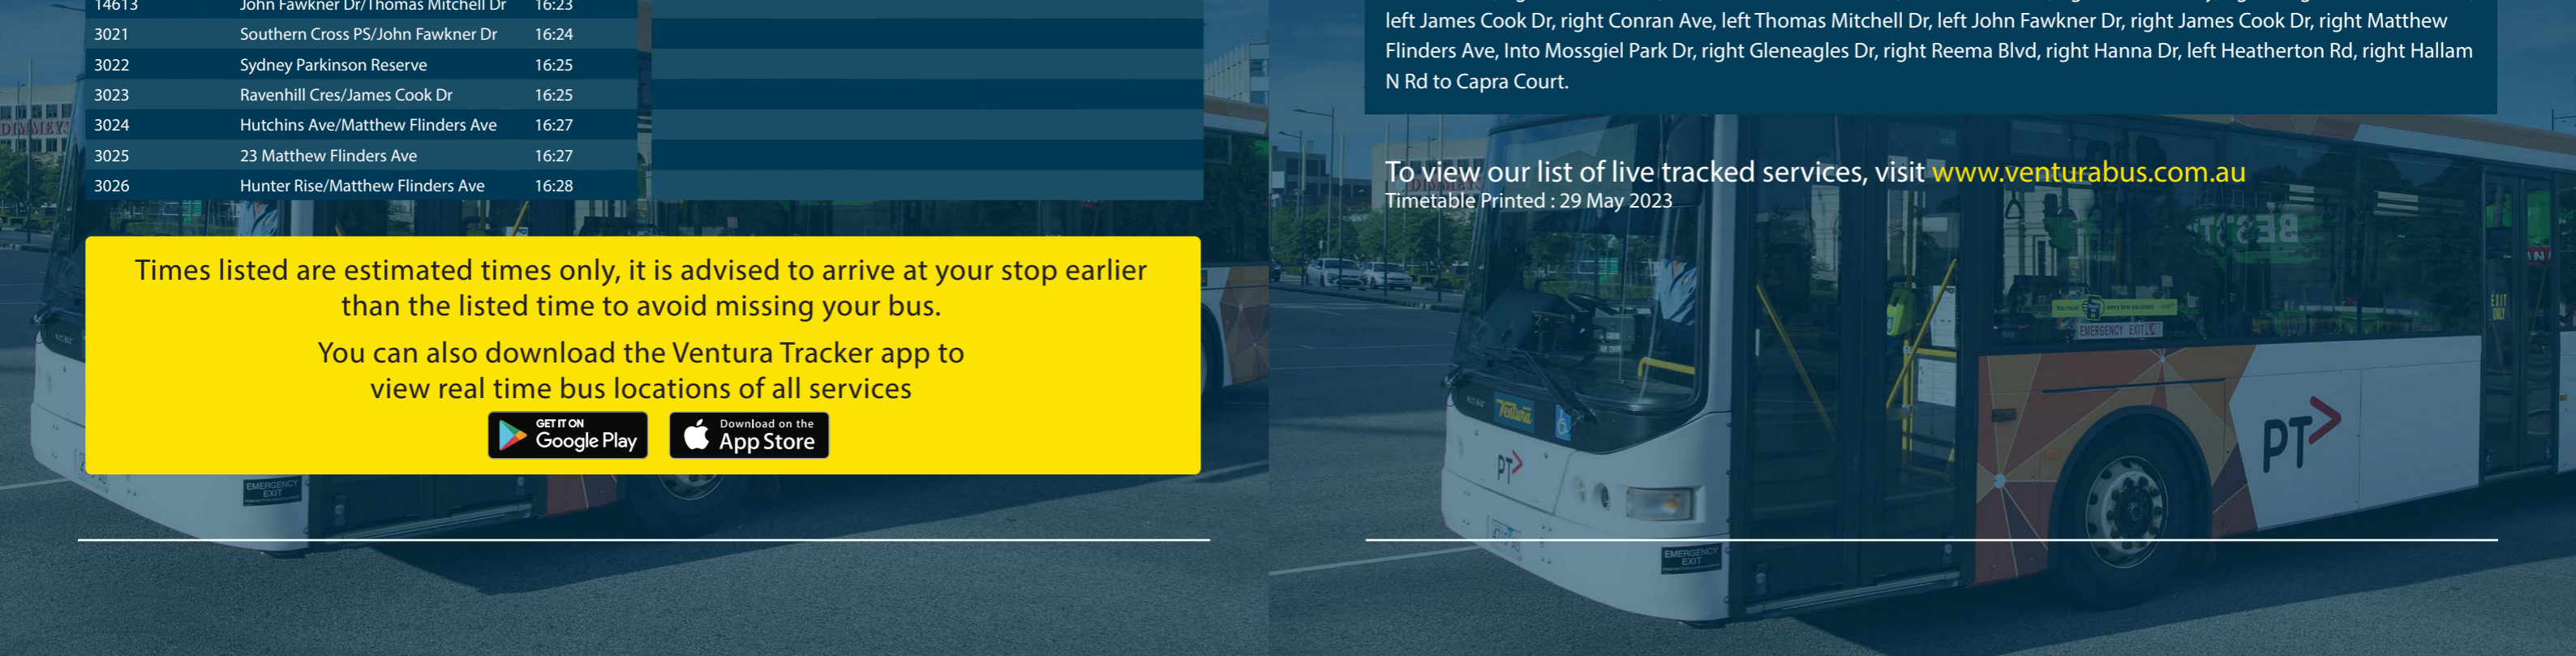 14613 John Fawkner Dr/Thomas Mitchell Dr 16:23
3021 Southern Cross PS/John Fawkner Dr 16:24
3022 Sydney Parkinson Reserve 16:25
3023 Ravenhill Cres/James Cook Dr 16:25
3024 Hutchins Ave/Matthew Flinders Ave 16:27
3025 23 Matthew Flinders Ave 16:27
3026 Hunter Rise/Matthew Flinders Ave 16:28
Times listed are estimated times only, it is advised to arrive at your stop earlier
than the listed time to avoid missing your bus.
You can also download the Ventura Tracker app to
view real time bus locations of all services
GET IT ON
Google Play
Download on the
App Store
EMERGENCY
EXIT
left James Cook Dr, right Conran Ave, left Thomas Mitchell Dr, left John Fawkner Dr, right James Cook Dr, right Matthew
Flinders Ave, Into Mossgiel Park Dr, right Gleneagles Dr, right Reema Blvd, right Hanna Dr, left Heatherton Rd, right Hallam
N Rd to Capra Court.
To view our list of live tracked services, visit www.venturabus.com.au
Timetable Printed : 29 May 2023
DIMMEYS
BEST
EXIT
ONLY
EMERGENCY EXIT
Ventura
PT
PT
EMERGENCY
EXIT